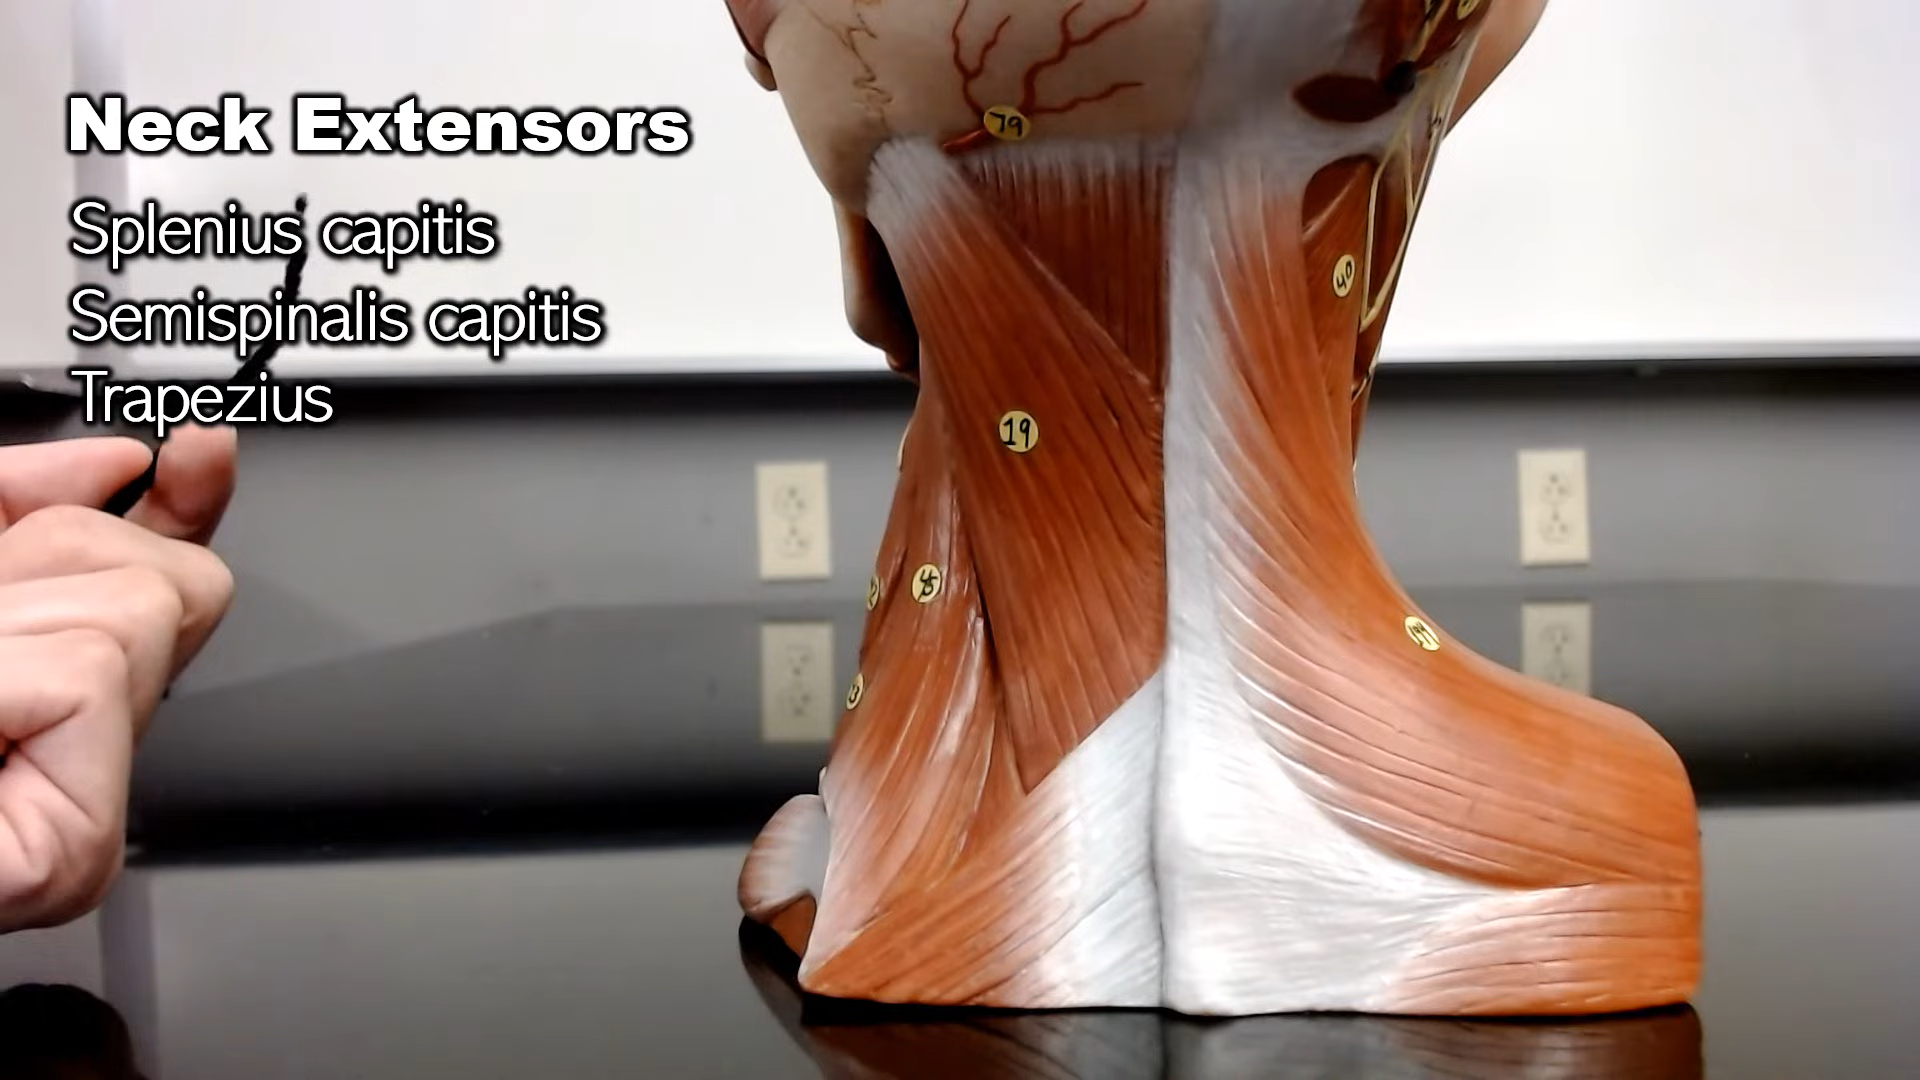 Neck Extensors
Splenius capitis
Semispinalis capitis
Trapezius
79
40
19
45